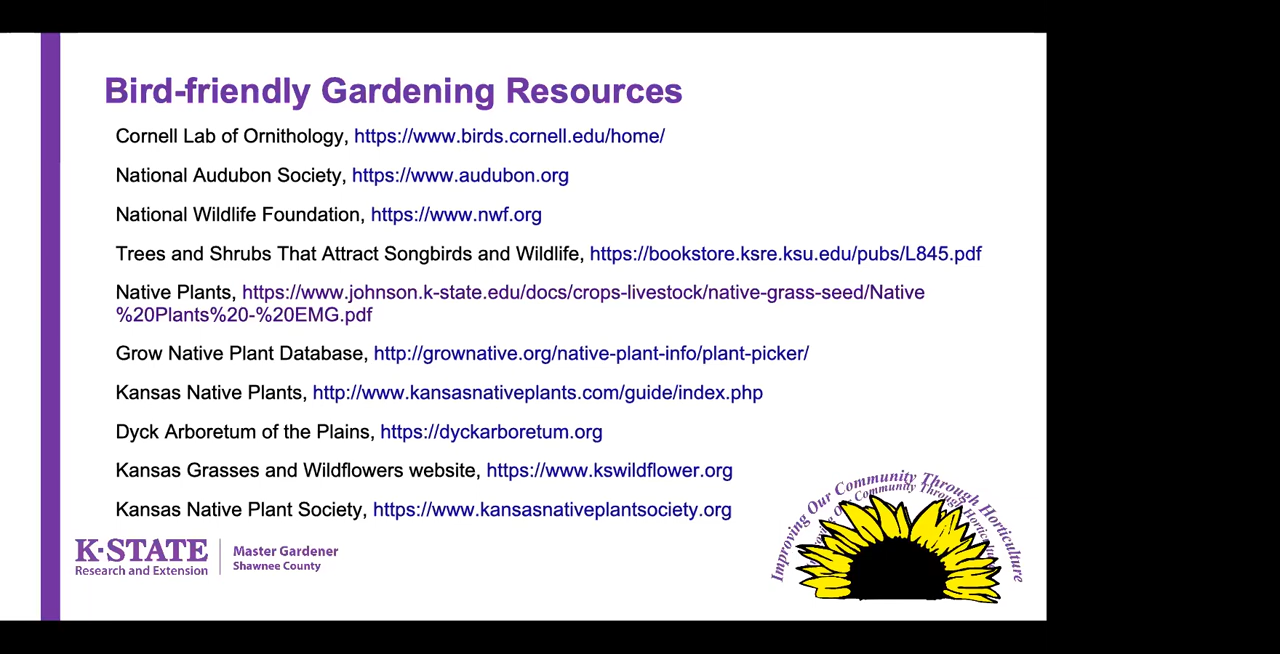 Bird-friendly Gardening Resources
Cornell Lab of Ornithology, https://www.birds.cornell.edu/home/
National Audubon Society, https://www.audubon.org
National Wildlife Foundation, https://www.nwf.org
Trees and Shrubs That Attract Songbirds and Wildlife, https://bookstore.ksre.ksu.edu/pubs/L845.pdf
Native Plants, https://www.johnson.k-state.edu/docs/crops-livestock/native-grass-seed/Native
%20Plants%20-%20EMG.pdf
Grow Native Plant Database, http://grownative.org/native-plant-info/plant-picker/
Kansas Native Plants, http://www.kansasnativeplants.com/guide/index.php
Dyck Arboretum of the Plains, https://dyckarboretum.org
Kansas Grasses and Wildflowers website, https://www.kswildflower.org
Kansas Native Plant Society, https://www.kansasnativeplantsociety.org
Improving Our Community Through Horticulture
Our Community Through Horticulture
K-STATE
Research and Extension
Master Gardener
Shawnee County